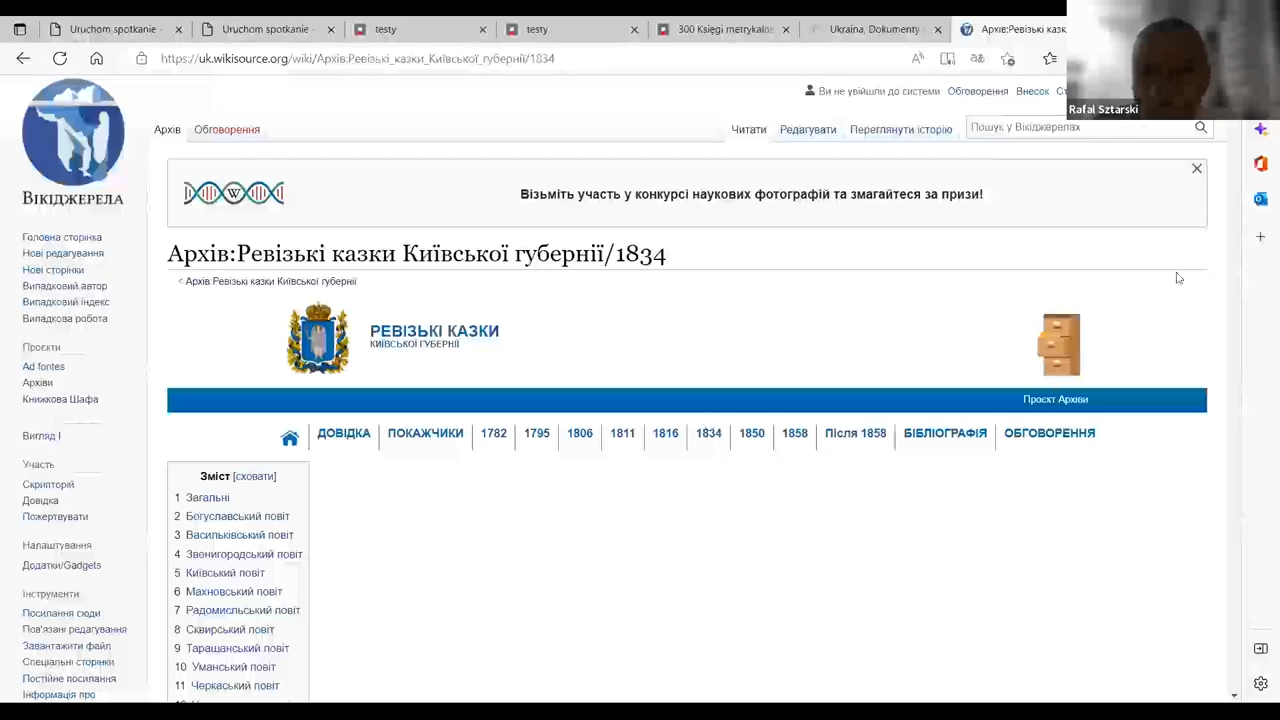 Uruchom spotkanie -
Uruchom spotkanie -
testy
testy
300 Księgi metrykalne
Ukraina, Dokumenty
Архів:Ревізькі казк
https://uk.wikisource.org/wiki/Архів:Ревізькі_казки_Київської_губернії/1834
Rafal Sztarski
Ви не увійшли до системи Обговорення Внесок
Архів Обговорення Читати Редагувати Переглянути історію Пошук у Вікіджерелах
ВІКІДЖЕРЕЛА
Візьміть участь у конкурсі наукових фотографій та змагайтеся за призи!
Головна сторінка
Нові редагування
Нові сторінки
Випадковий автор
Випадковий індекс
Випадкова робота
Проєкти
Ad fontes
Архіви
Книжкова Шафа
Вигляд
Участь
Скрипторій
Довідка
Пожертвувати
Налаштування
Додатки/Gadgets
Інструменти
Посилання сюди
Пов'язані редагування
Завантажити файл
Спеціальні сторінки
Постійне посилання
Інформація про
Архів:Ревізькі казки Київської губернії/1834
< Архів:Ревізькі казки Київської губернії
РЕВІЗЬКІ КАЗКИ
КИЇВСЬКОЇ ГУБЕРНІЇ
Проєкт Архіви
ДОВІДКА ПОКАЖЧИКИ 1782 1795 1806 1811 1816 1834 1850 1858 Після 1858 БІБЛІОГРАФІЯ ОБГОВОРЕННЯ
Зміст [сховати]
1 Загальні
2 Богуславський повіт
3 Васильківський повіт
4 Звенигородський повіт
5 Київський повіт
6 Махновський повіт
7 Радомисльський повіт
8 Сквирський повіт
9 Таращанський повіт
10 Уманський повіт
11 Черкаський повіт